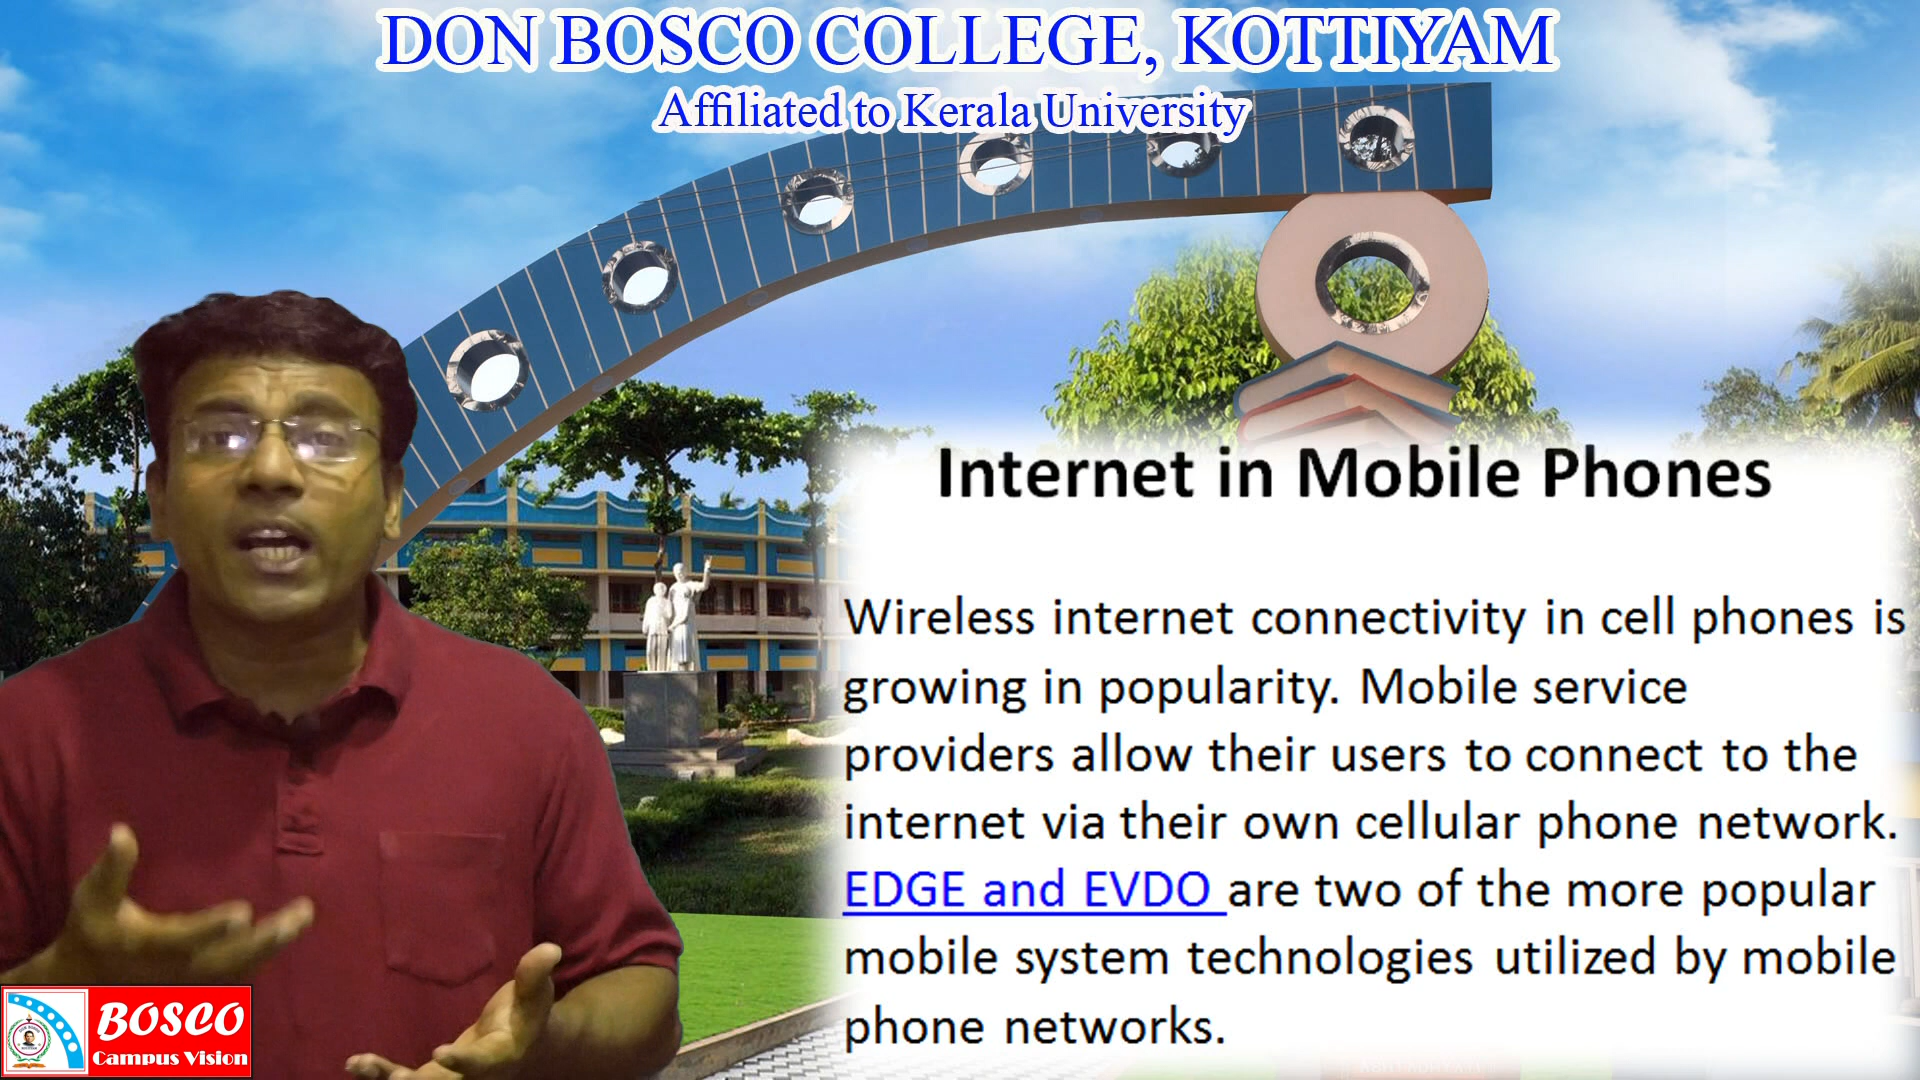 DON BOSCO COLLEGE, KOTTIYAM
Affiliated to Kerala University
Internet in Mobile Phones
Wireless internet connectivity in cell phones is
growing in popularity. Mobile service
providers allow their users to connect to the
internet via their own cellular phone network.
EDGE and EVDO are two of the more popular
mobile system technologies utilized by mobile
phone networks.
BOSCO
Campus Vision